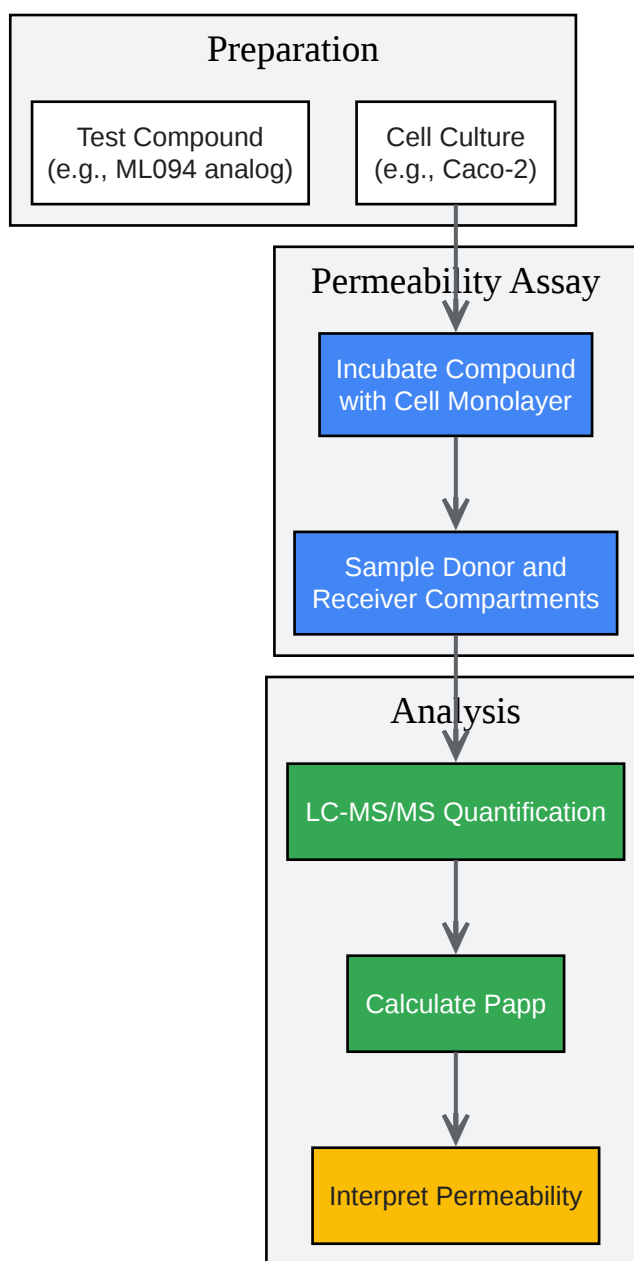 Preparation
Test Compound
(e.g., ML094 analog)
Cell Culture
(e.g., Caco-2)
Permeability Assay
Incubate Compound
with Cell Monolayer
Sample Donor and
Receiver Compartments
Analysis
LC-MS/MS Quantification
Calculate Papp
Interpret Permeability